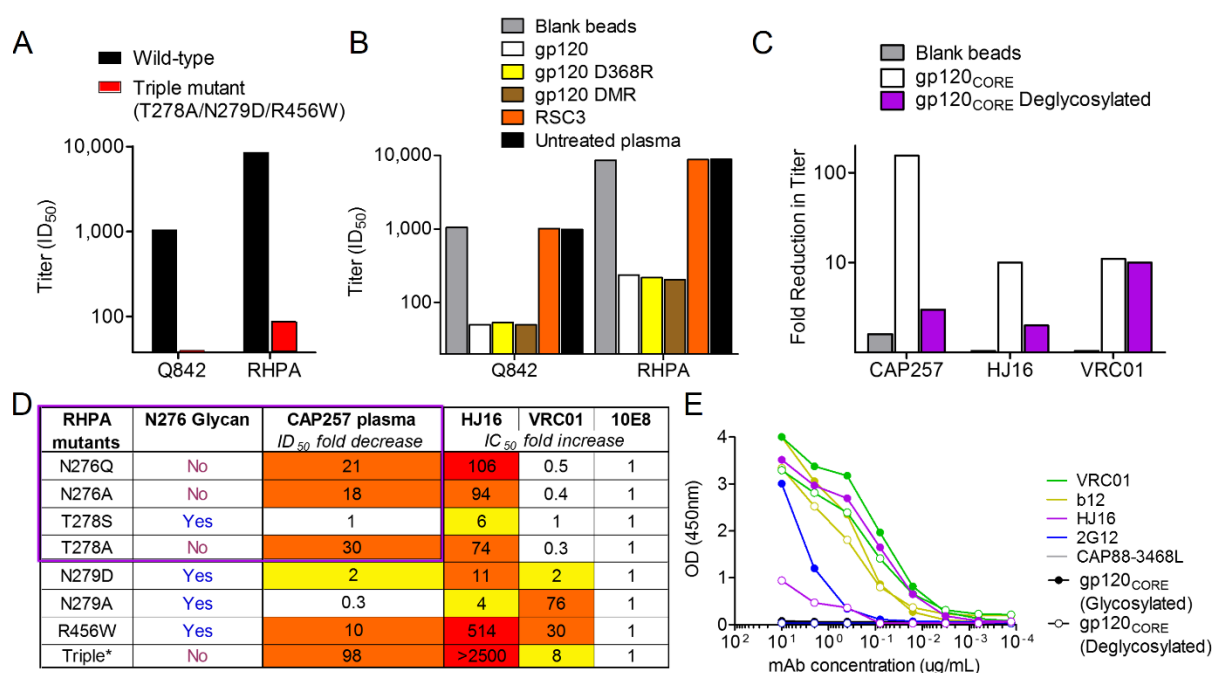 A
Wild-type
Triple mutant
(T278A/N279D/R456W)
Titer (ID50)
10,000
1,000
100
Q842 RHPA
B
Blank beads
gp120
gp120 D368R
gp120 DMR
RSC3
Untreated plasma
Titer (ID50)
10,000
1,000
100
Q842 RHPA
C
Blank beads
gp120CORE
gp120CORE Deglycosylated
Fold Reduction in Titer
100
10
CAP257 HJ16 VRC01
D
RHPA mutants N276 Glycan CAP257 plasma HJ16 VRC01 10E8
ID50 fold decrease IC50 fold increase
N276Q No 21 106 0.5 1
N276A No 18 94 0.4 1
T278S Yes 1 6 1 1
T278A No 30 74 0.3 1
N279D Yes 2 11 2 1
N279A Yes 0.3 4 76 1
R456W Yes 10 514 30 1
Triple* No 98 >2500 8 1
E
OD (450nm)
4
3
2
1
0
10² 10¹ 10⁰ 10⁻¹ 10⁻² 10⁻³ 10⁻⁴
mAb concentration (ug/mL)
VRC01
b12
HJ16
2G12
CAP88-3468L
gp120CORE
(Glycosylated)
gp120CORE
(Deglycosylated)